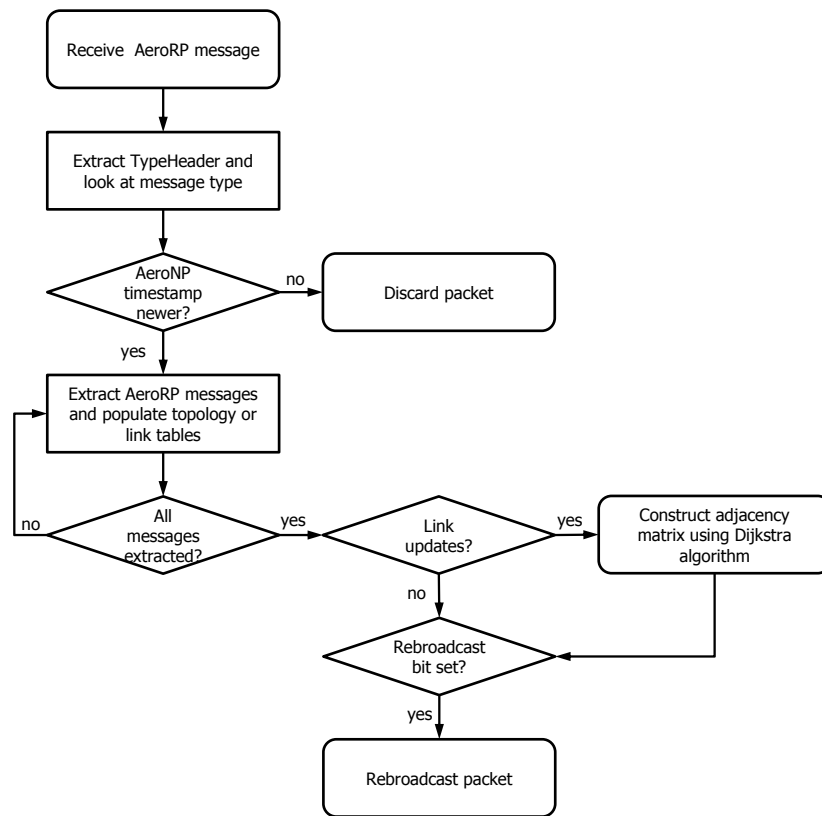 Receive AeroRP message
Extract TypeHeader and
look at message type
AeroNP
timestamp
newer?
no
Discard packet
yes
Extract AeroRP messages
and populate topology or
link tables
no
All
messages
extracted?
yes
Link
updates?
yes
Construct adjacency
matrix using Dijkstra
algorithm
no
Rebroadcast
bit set?
yes
Rebroadcast packet